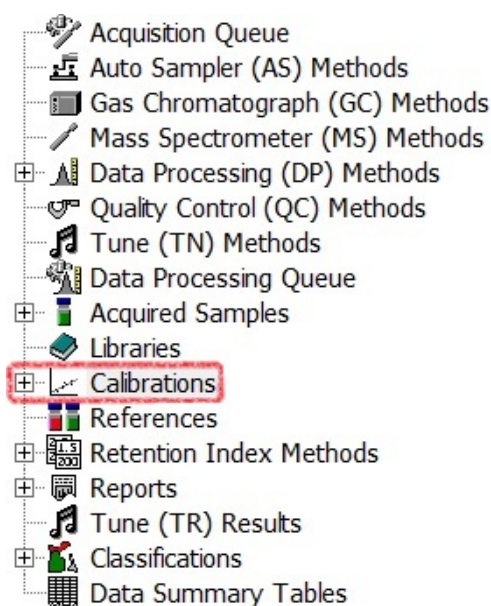 Acquisition Queue
Auto Sampler (AS) Methods
Gas Chromatograph (GC) Methods
Mass Spectrometer (MS) Methods
Data Processing (DP) Methods
Quality Control (QC) Methods
Tune (TN) Methods
Data Processing Queue
Acquired Samples
Libraries
Calibrations
References
Retention Index Methods
Reports
Tune (TR) Results
Classifications
Data Summary Tables